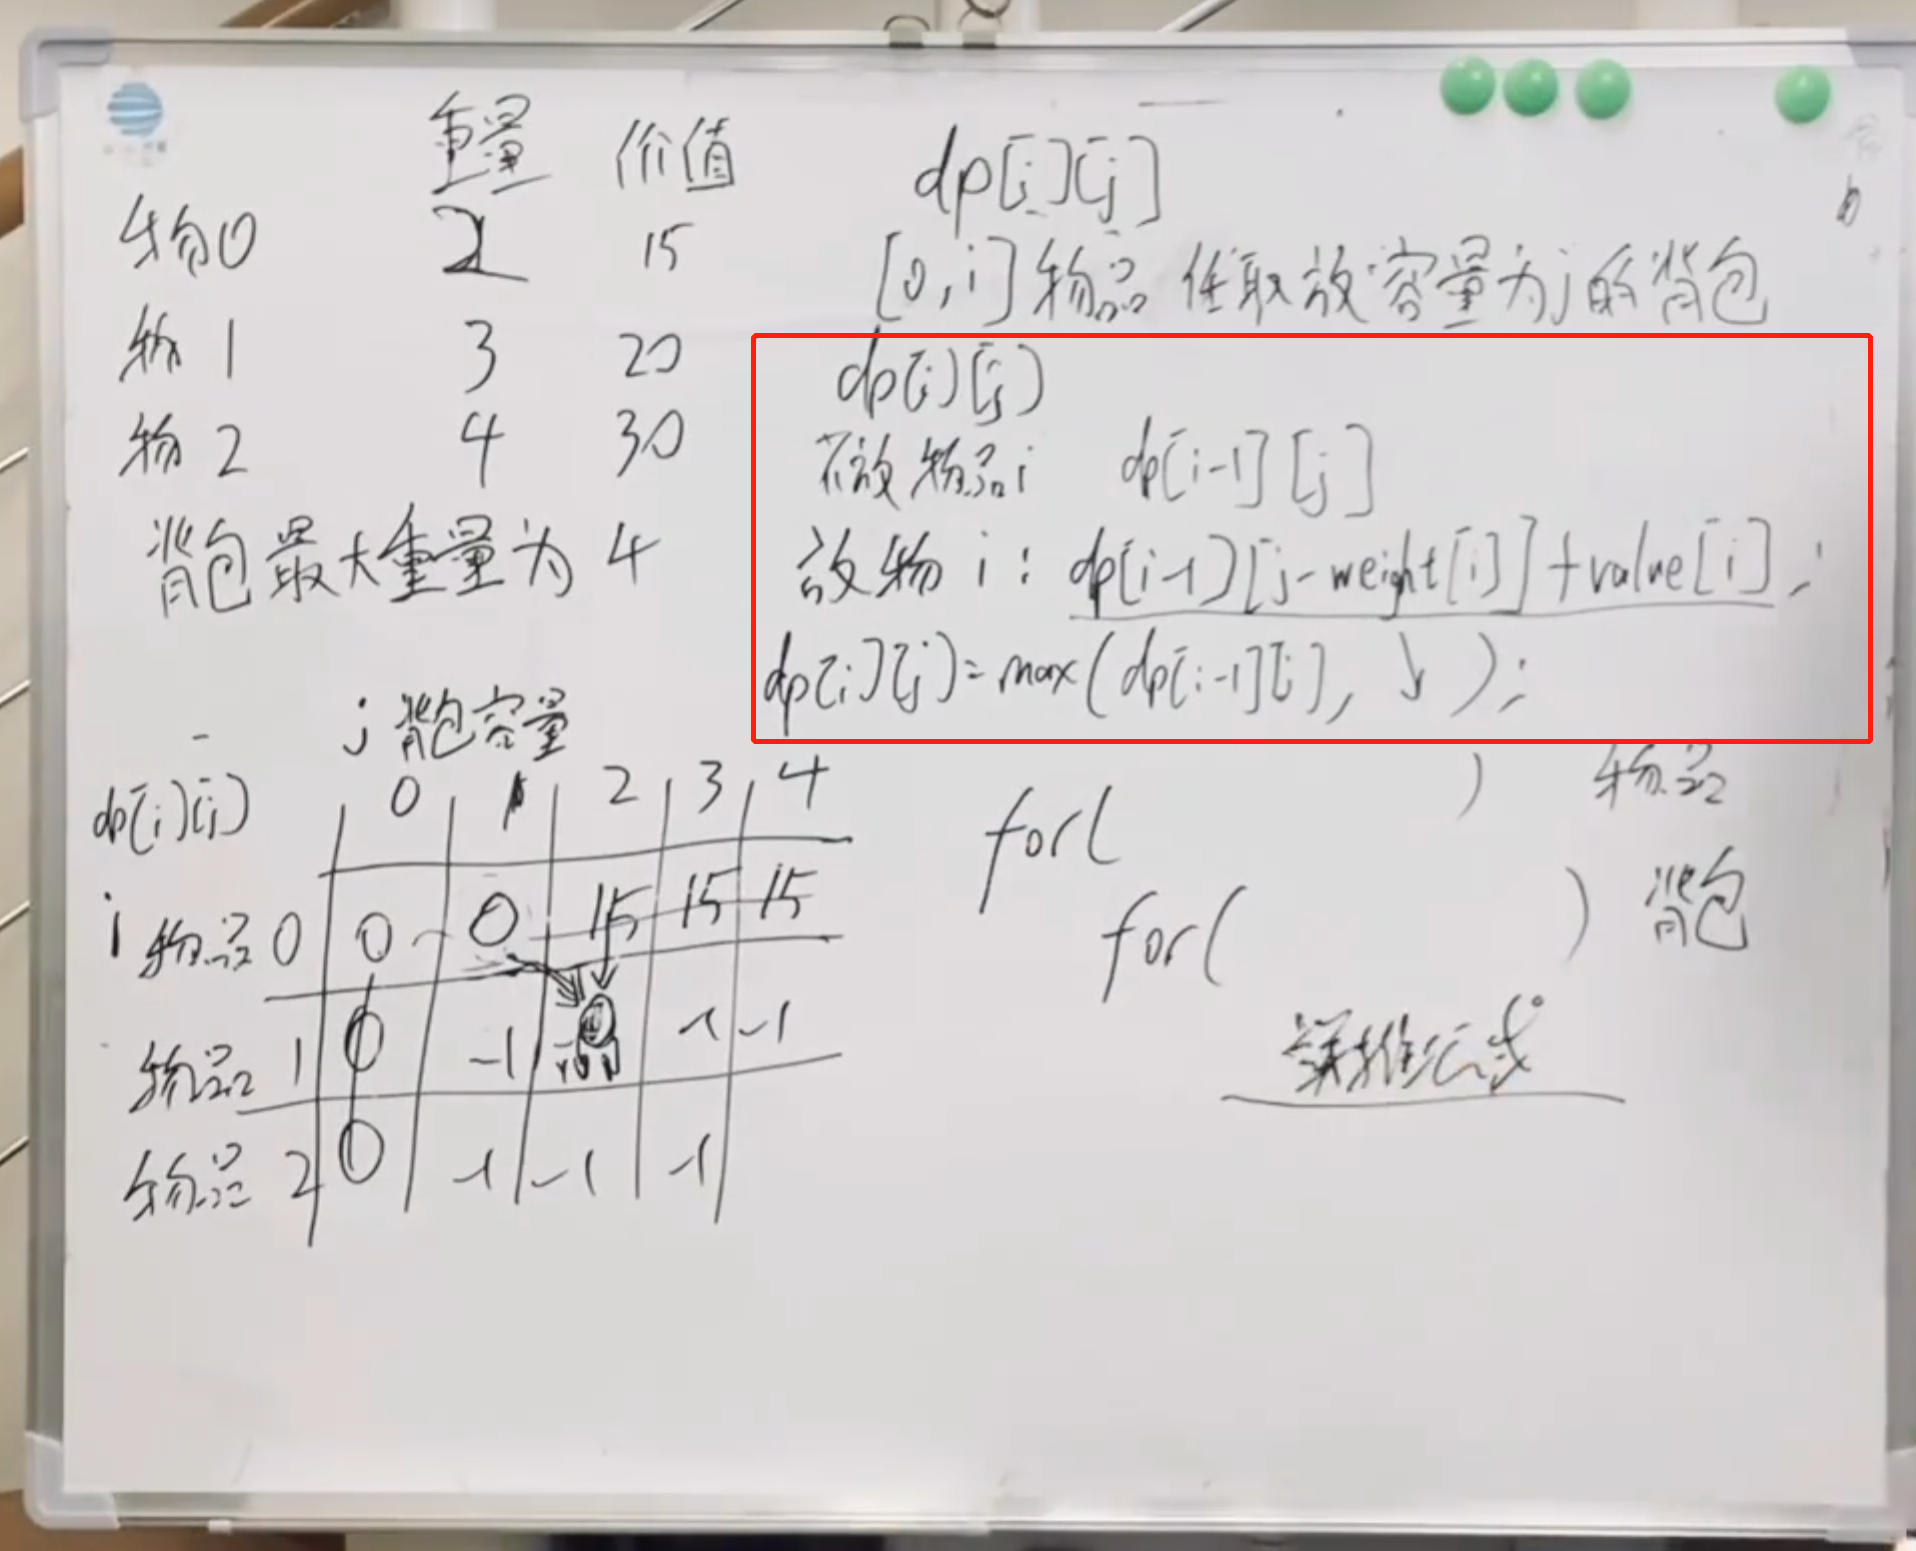 重量 价值
物0 2 15
物1 3 20
物2 4 30
背包最大重量为4
dp[i][j]
[0,i]物品任取放容量为j的背包
dp[i][j]
不放物品i dp[i-1][j]
放物i: dp[i-1][j-weight[i]]+value[i];
dp[i][j]=max(dp[i-1][j], ↓ );
j 背包容量
dp[i][j] 0 1 2 3 4
i 物品0 0 0 15 15 15
物品1 0 -1 -1 -1
物品2 0 -1 -1 -1
for( ) 物品
for( ) 背包
递推公式